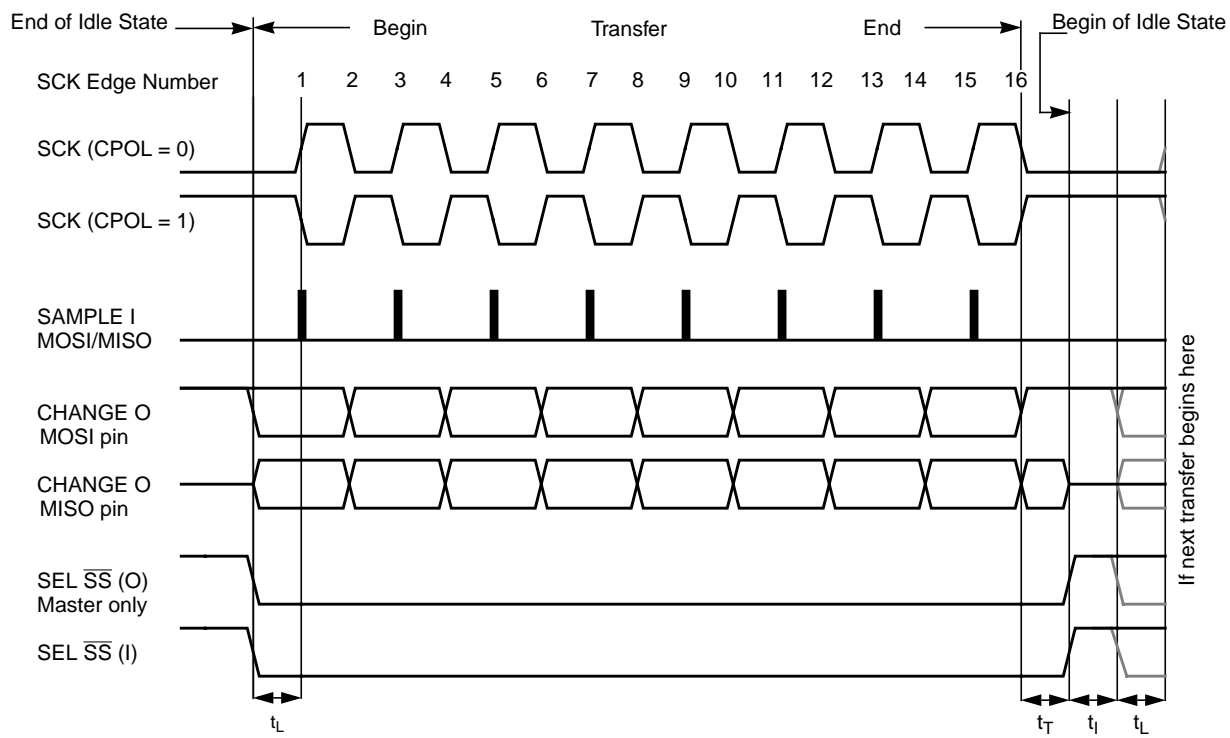 End of Idle State
Begin
Transfer
End
Begin of Idle State
SCK Edge Number
1 2 3 4 5 6 7 8 9 10 11 12 13 14 15 16
SCK (CPOL = 0)
SCK (CPOL = 1)
SAMPLE I
MOSI/MISO
CHANGE O
MOSI pin
CHANGE O
MISO pin
SEL SS (O)
Master only
SEL SS (I)
tL
tT
tI
tL
If next transfer begins here